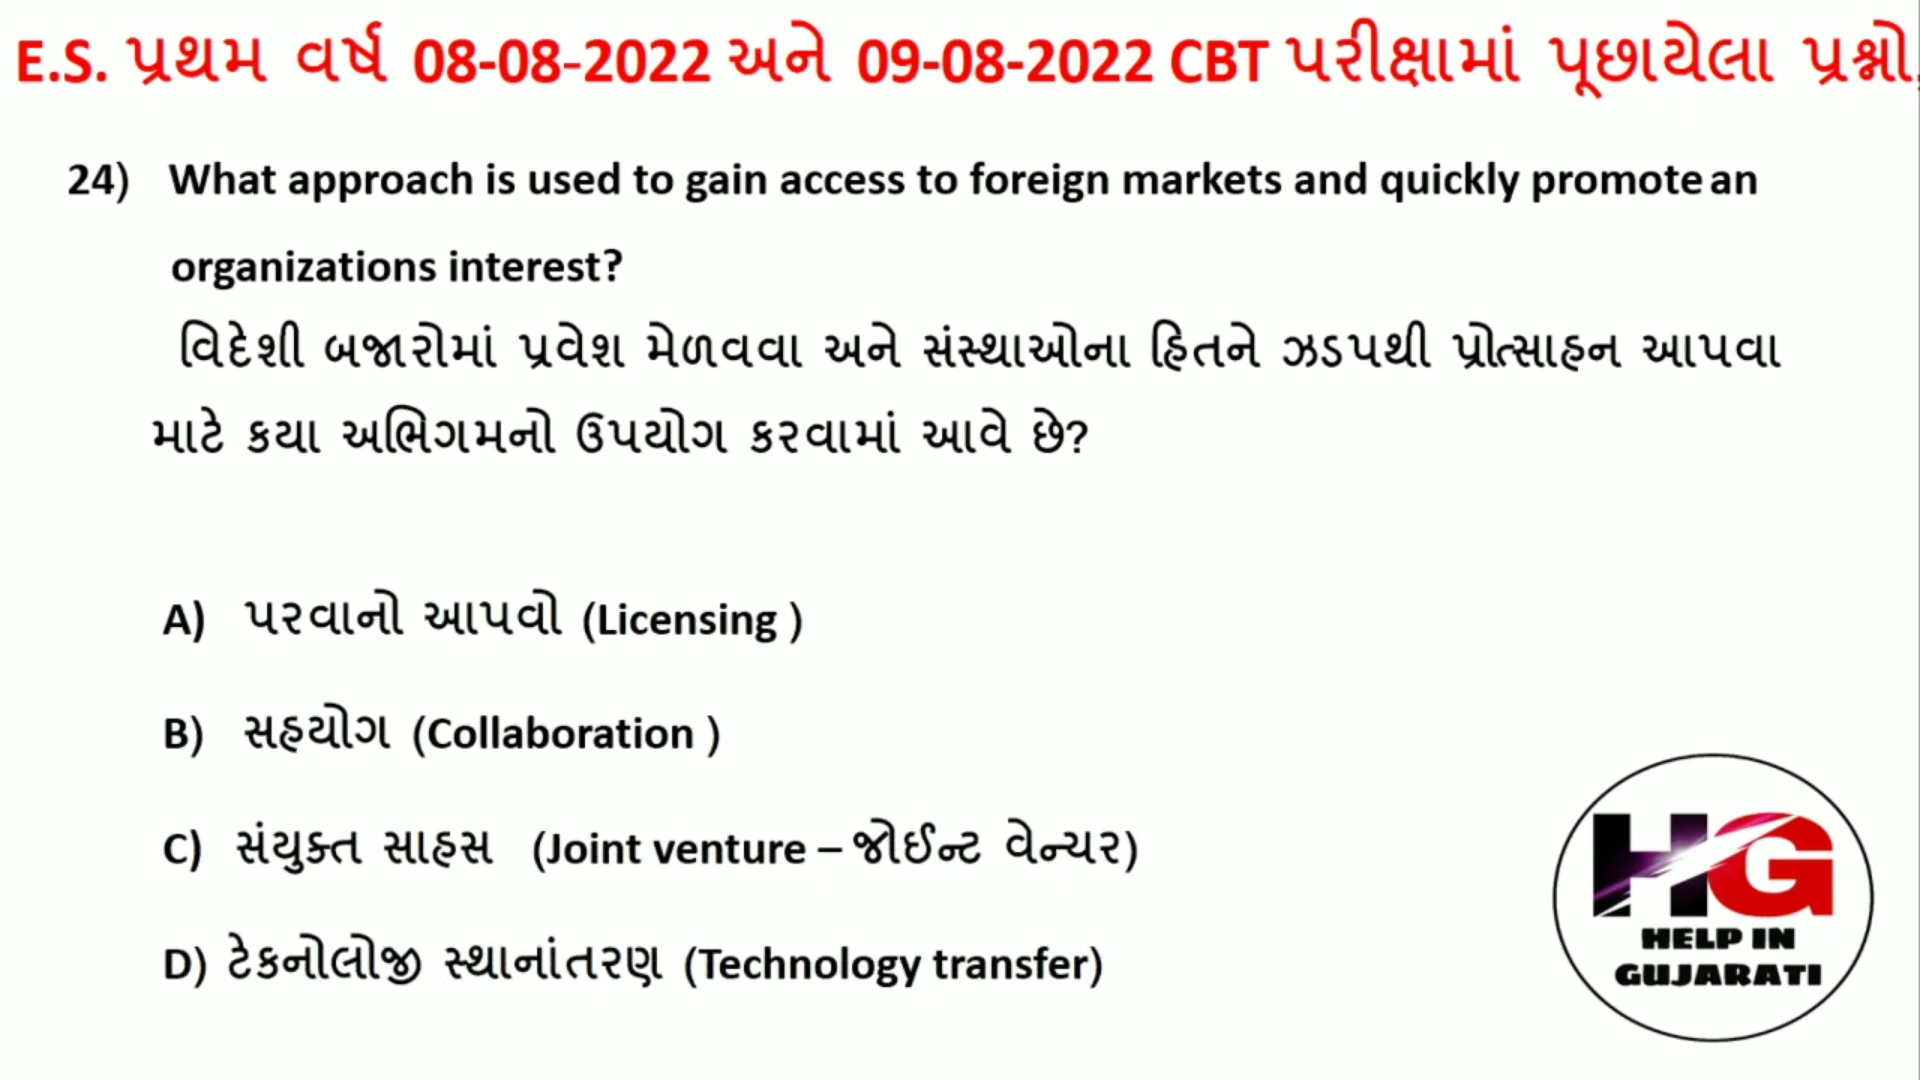 E.S. પ્રથમ વર્ષ 08-08-2022 અને 09-08-2022 CBT પરીક્ષામાં પૂછાયેલા પ્રશ્નો.
24) What approach is used to gain access to foreign markets and quickly promote an
organizations interest?
વિદેશી બજારોમાં પ્રવેશ મેળવવા અને સંસ્થાઓના હિતને ઝડપથી પ્રોત્સાહન આપવા
માટે કયા અભિગમનો ઉપયોગ કરવામાં આવે છે?
A) પરવાનો આપવો (Licensing )
B) સહયોગ (Collaboration )
C) સંયુક્ત સાહસ (Joint venture – જોઈન્ટ વેન્ચર)
D) ટેકનોલોજી સ્થાનાંતરણ (Technology transfer)
HG
HELP IN
GUJARATI